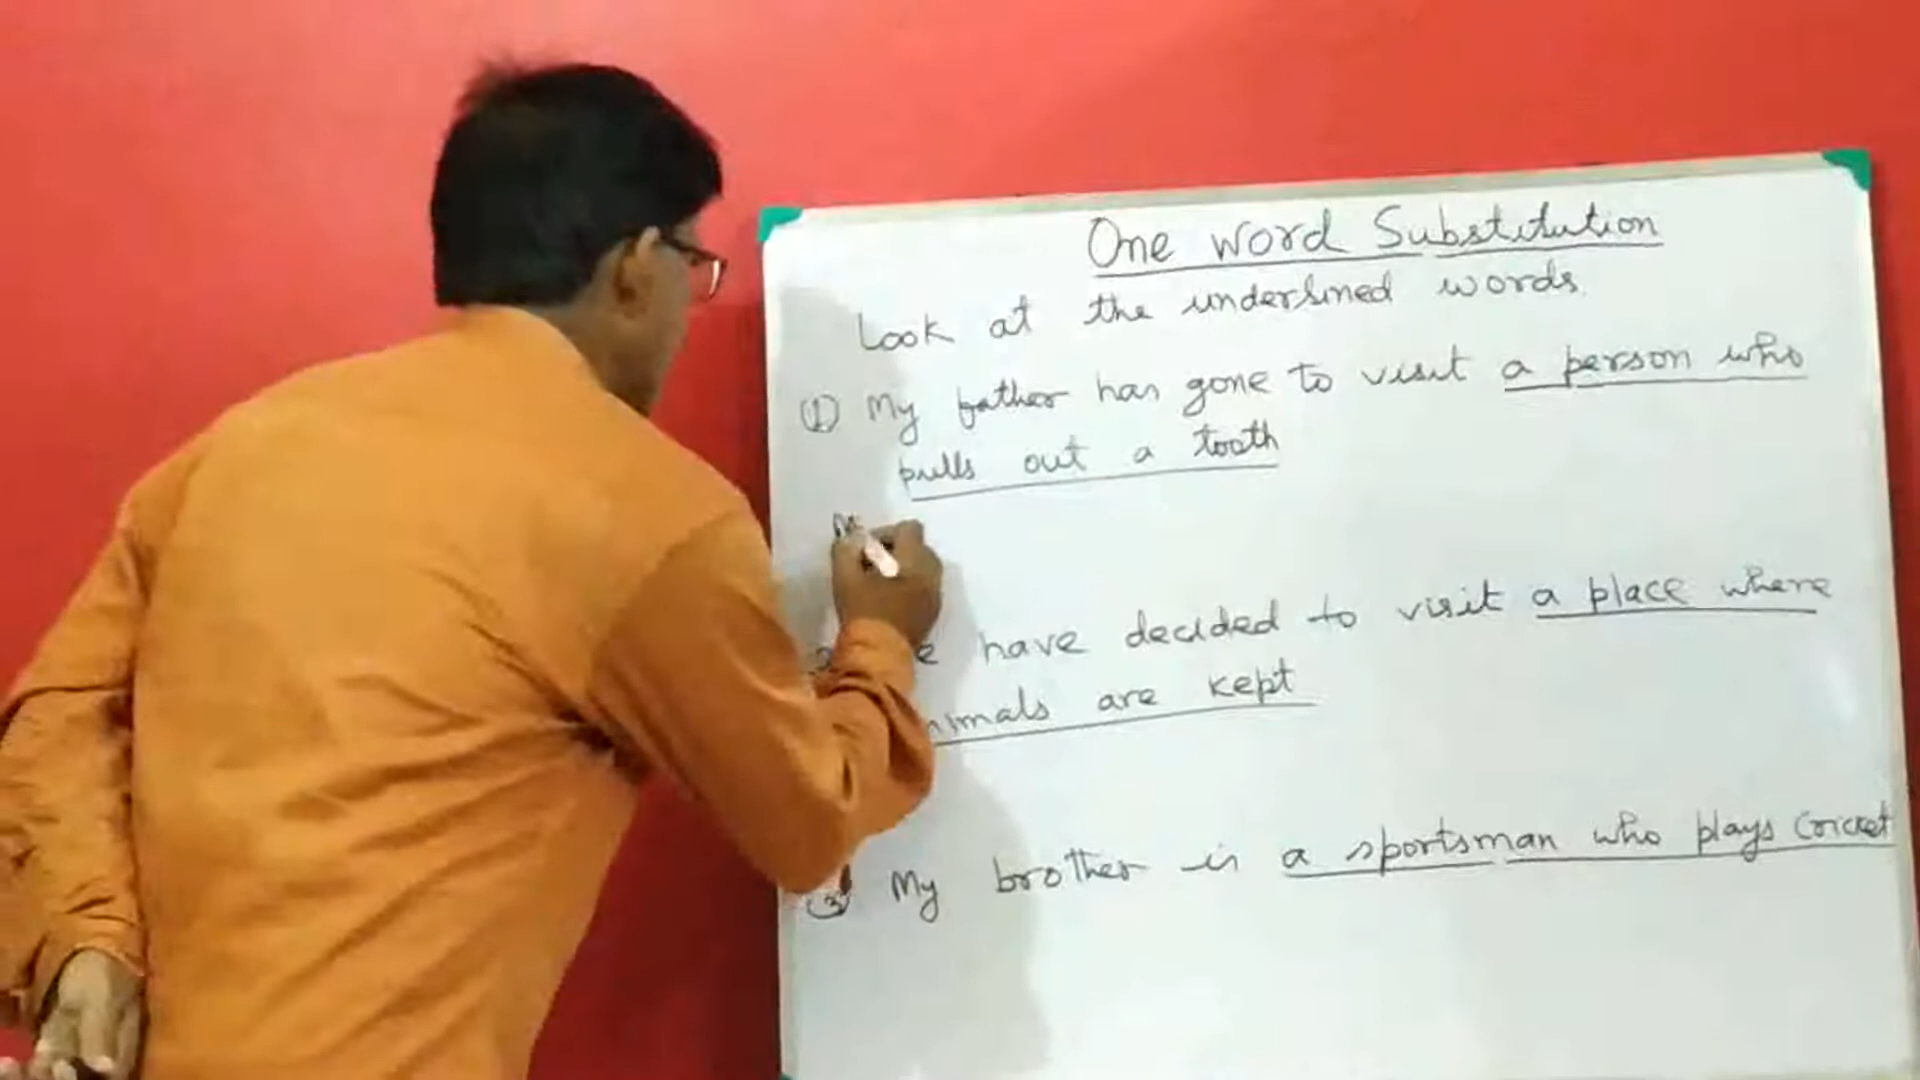 One word Substitution
Look at the underlined words.
① My father has gone to visit a person who
pulls out a tooth
have decided to visit a place where
are kept
③ My brother is a sportsman who plays Cricket